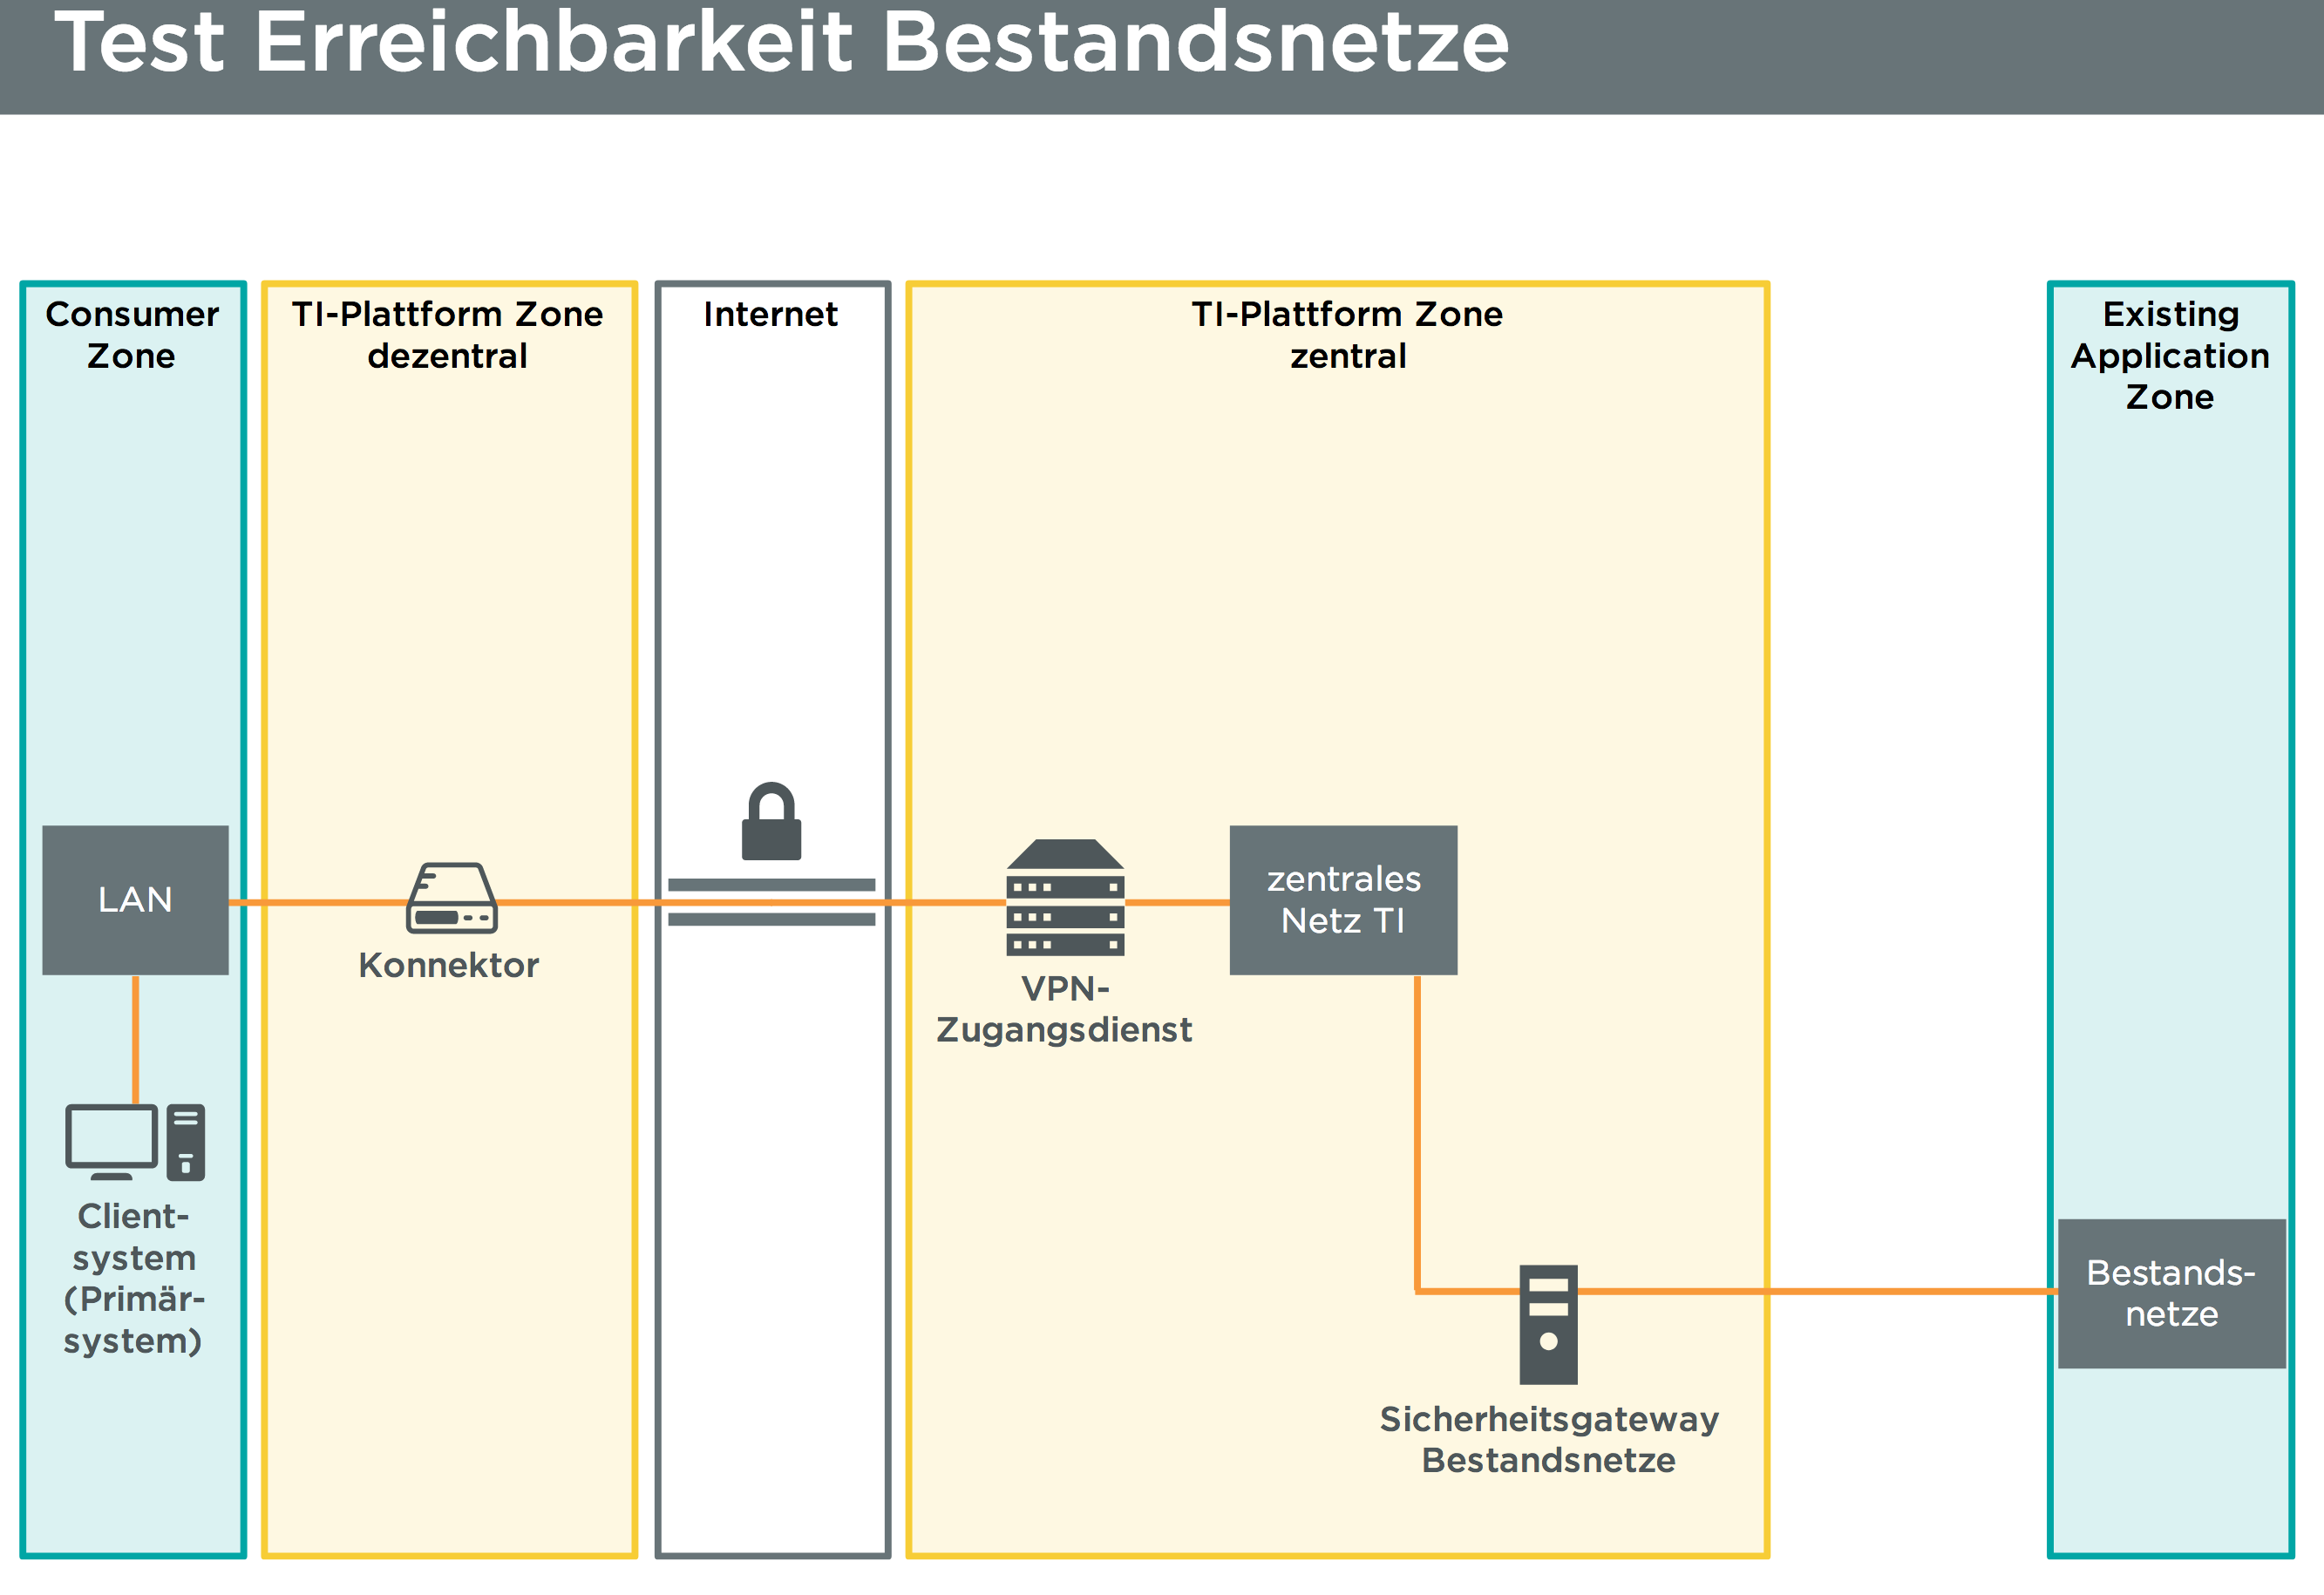 Test Erreichbarkeit Bestandsnetze
Consumer
Zone
TI-Plattform Zone
dezentral
Internet
TI-Plattform Zone
zentral
Existing
Application
Zone
LAN
Konnektor
VPN-
Zugangsdienst
zentrales
Netz TI
Client-
system
(Primär-
system)
Sicherheitsgateway
Bestandsnetze
Bestands-
netze